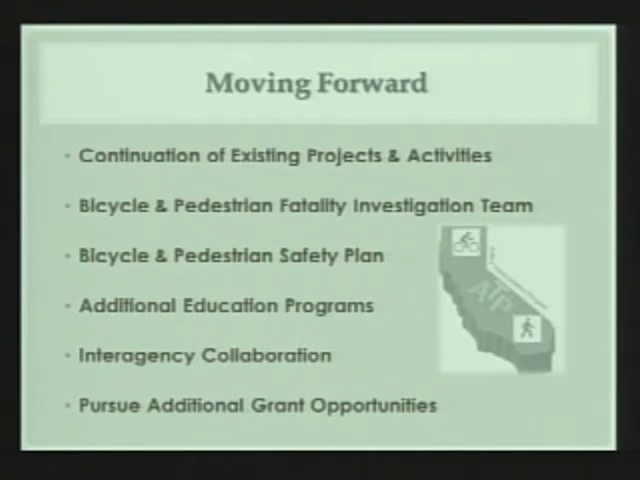 Moving Forward
· Continuation of Existing Projects & Activities
· Bicycle & Pedestrian Fatality Investigation Team
· Bicycle & Pedestrian Safety Plan
ATP
· Additional Education Programs
· Interagency Collaboration
· Pursue Additional Grant Opportunities